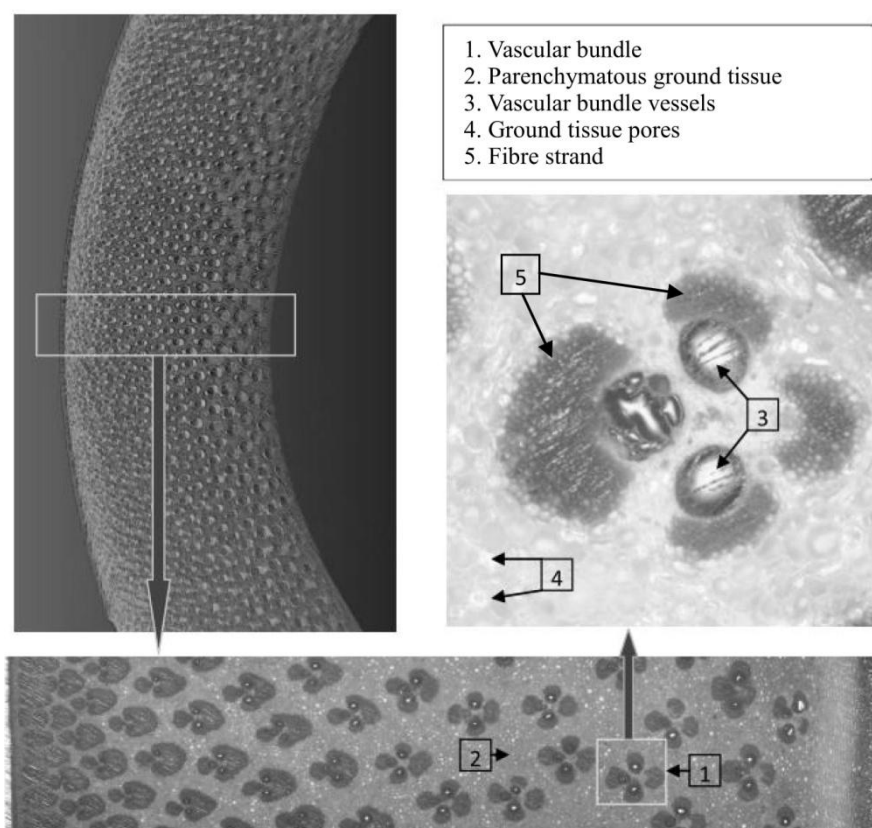 1. Vascular bundle
2. Parenchymatous ground tissue
3. Vascular bundle vessels
4. Ground tissue pores
5. Fibre strand
5
3
4
2
1